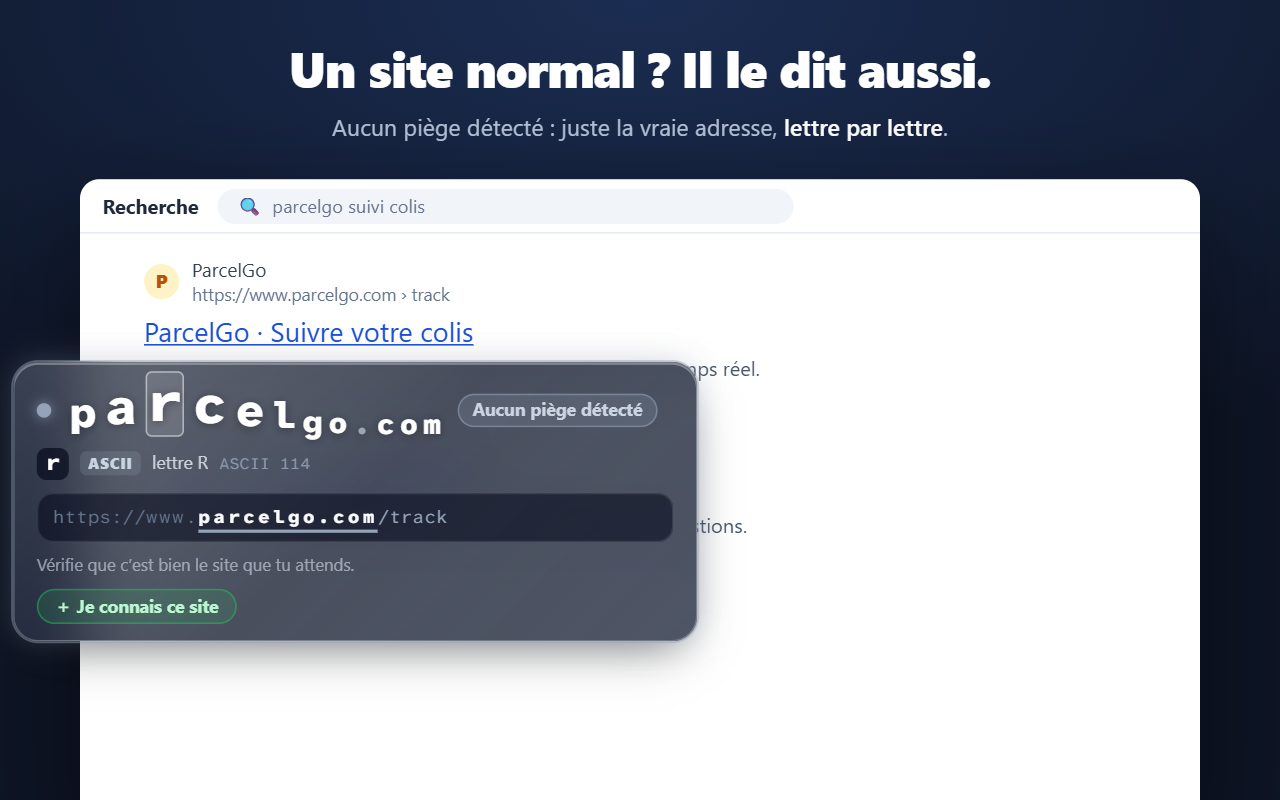 Un site normal ? Il le dit aussi.
Aucun piège détecté : juste la vraie adresse, lettre par lettre.
Recherche
parcelgo suivi colis
P
ParcelGo
https://www.parcelgo.com › track
ParcelGo · Suivre votre colis
réel.
parcelgo.com
Aucun piège détecté
r ASCII lettre R ASCII 114
https://www.parcelgo.com/track
Vérifie que c'est bien le site que tu attends.
+ Je connais ce site